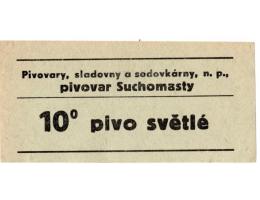 Pivovary, sladovny a sodovkárny, n. p.,
pivovar Suchomasty
10° pivo světlé